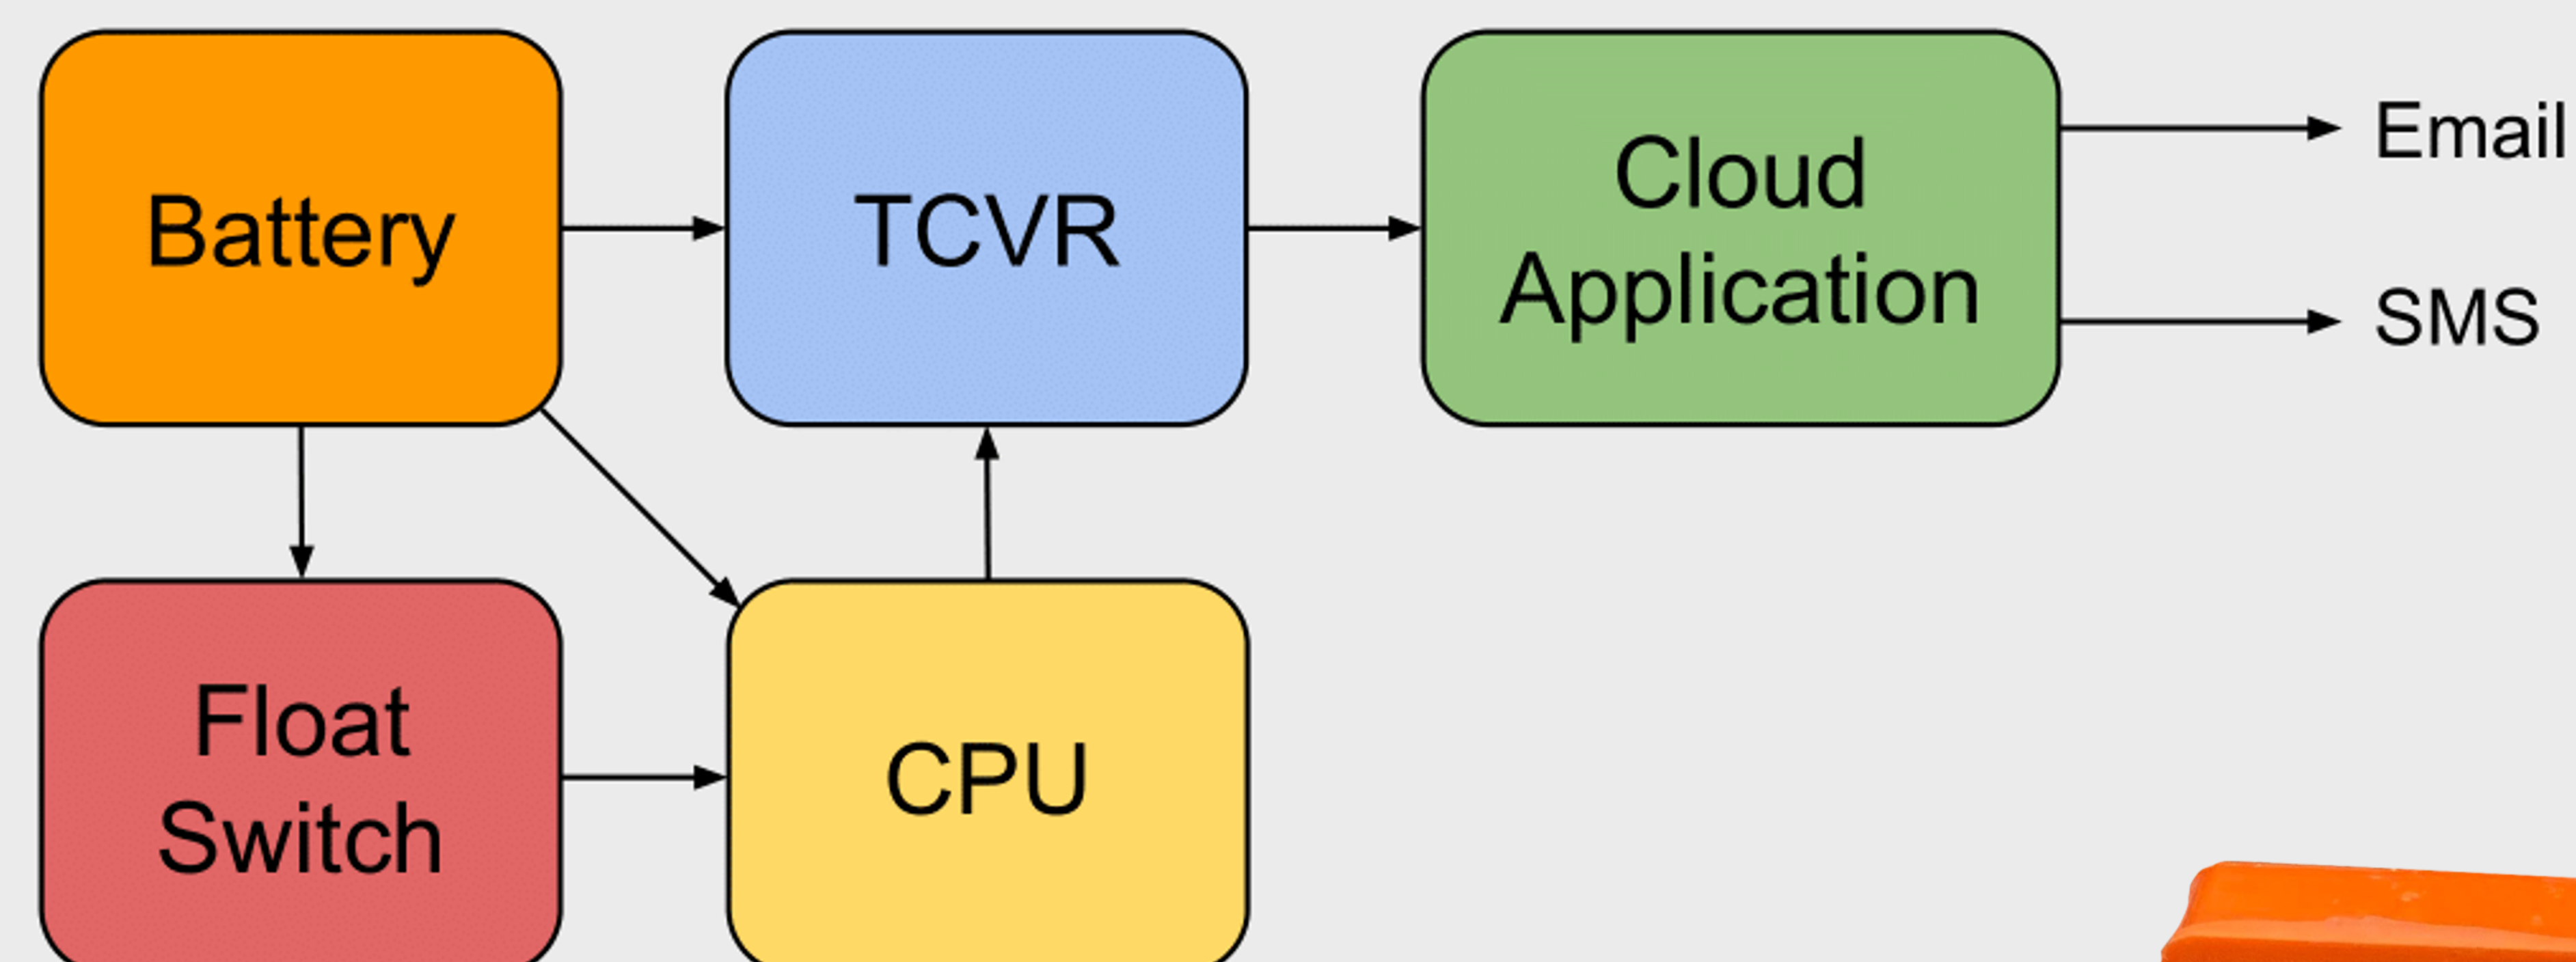 Battery
TCVR
Cloud
Application
Email
SMS
Float
Switch
CPU